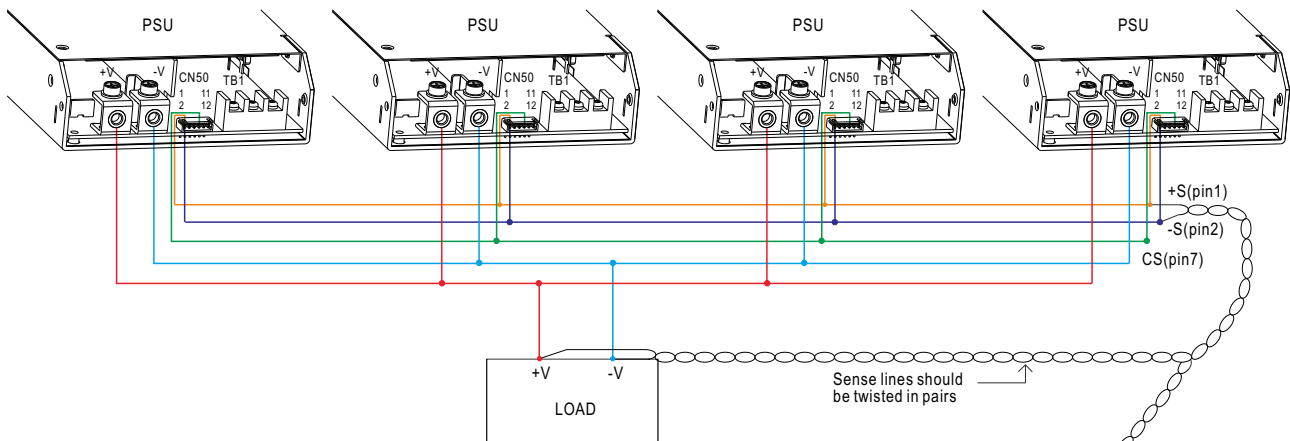 PSU
PSU
PSU
PSU
+V -V CN50 TB1
1 11
2 12
+V -V CN50 TB1
1 11
2 12
+V -V CN50 TB1
1 11
2 12
+V -V CN50 TB1
1 11
2 12
+S(pin1)
-S(pin2)
CS(pin7)
+V -V
LOAD
Sense lines should
be twisted in pairs